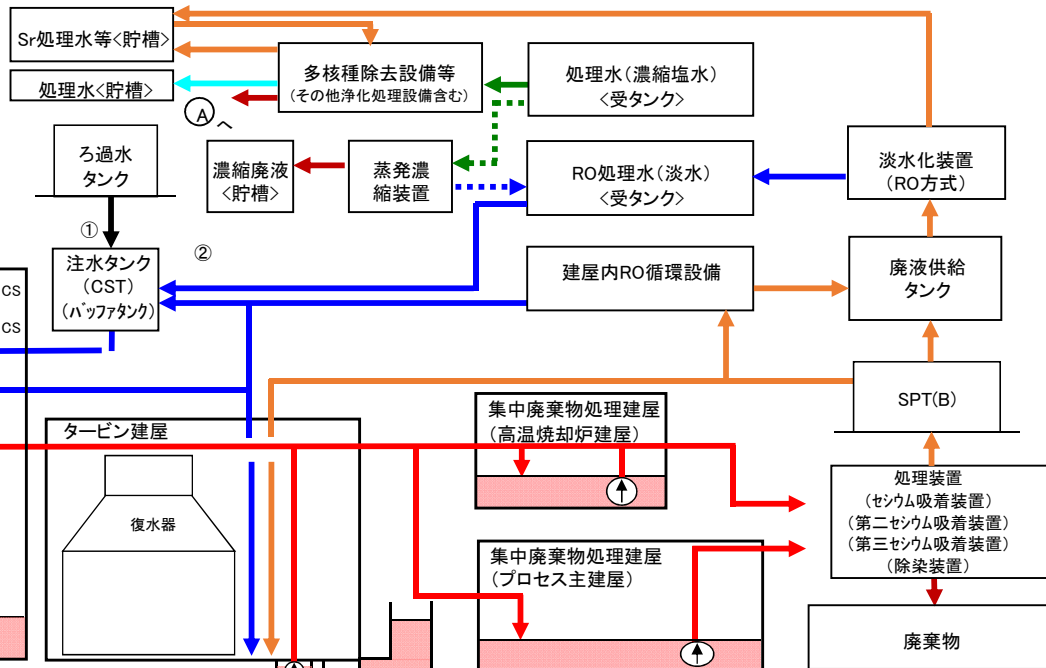 Sr処理水等<貯槽>
処理水<貯槽>
多核種除去設備等
(その他浄化処理設備含む)
処理水(濃縮塩水)
<受タンク>
A
へ
ろ過水
タンク
濃縮廃液
<貯槽>
蒸発濃
縮装置
RO処理水(淡水)
<受タンク>
淡水化装置
(RO方式)
①
②
注水タンク
(CST)
(バッファタンク)
建屋内RO循環設備
廃液供給
タンク
CS
CS
SPT(B)
タービン建屋
復水器
集中廃棄物処理建屋
(高温焼却炉建屋)
集中廃棄物処理建屋
(プロセス主建屋)
処理装置
(セシウム吸着装置)
(第二セシウム吸着装置)
(第三セシウム吸着装置)
(除染装置)
廃棄物